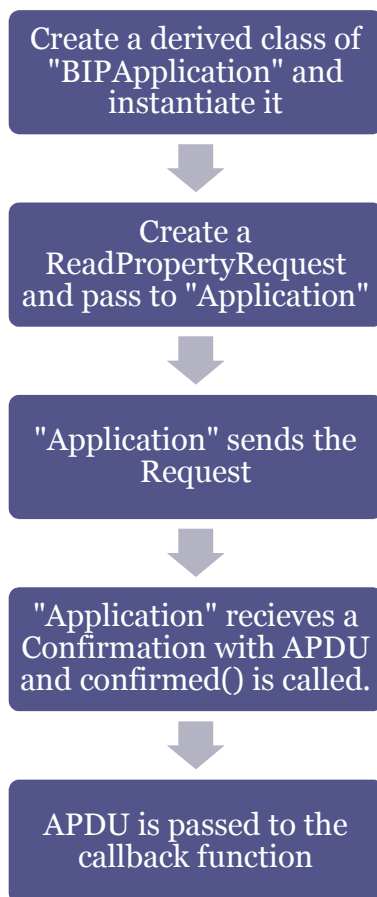 Create a derived class of
"BIPApplication" and
instantiate it
Create a
ReadPropertyRequest
and pass to "Application"
"Application" sends the
Request
"Application" recieves a
Confirmation with APDU
and confirmed() is called.
APDU is passed to the
callback function